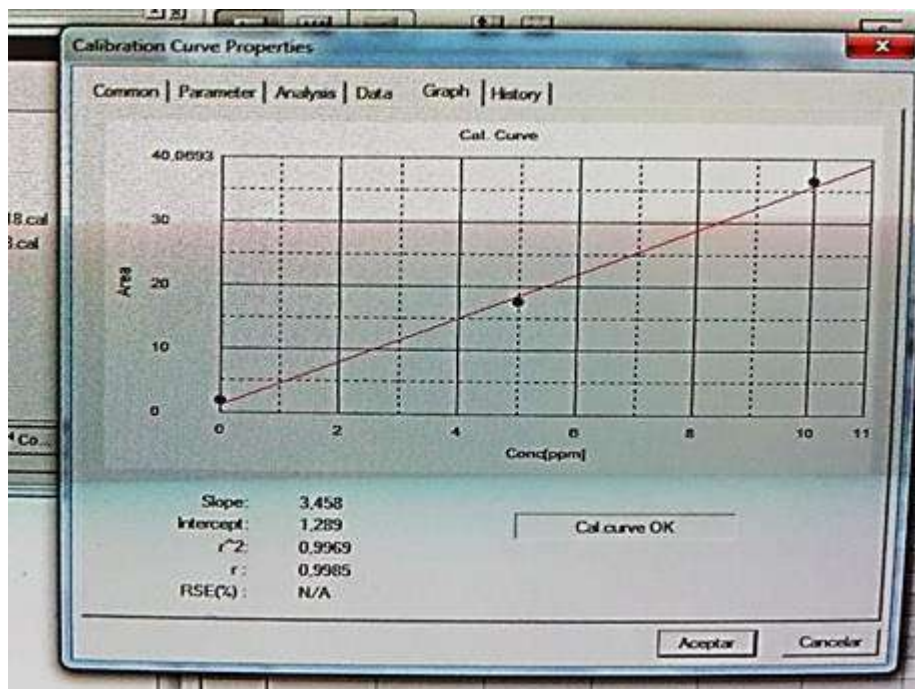 Calibration Curve Properties
Common Parameter Analysis Data Graph History
Cal. Curve
40,0693
30
20
10
0
Area
0 2 4 6 8 10 11
Conc[ppm]
18.cal
3.cal
Co...
Slope: 3,458
Intercept: 1,289
r^2: 0,9969
r : 0,9985
RSE(%) : N/A
Cal.curve OK
Aceptar Cancelar